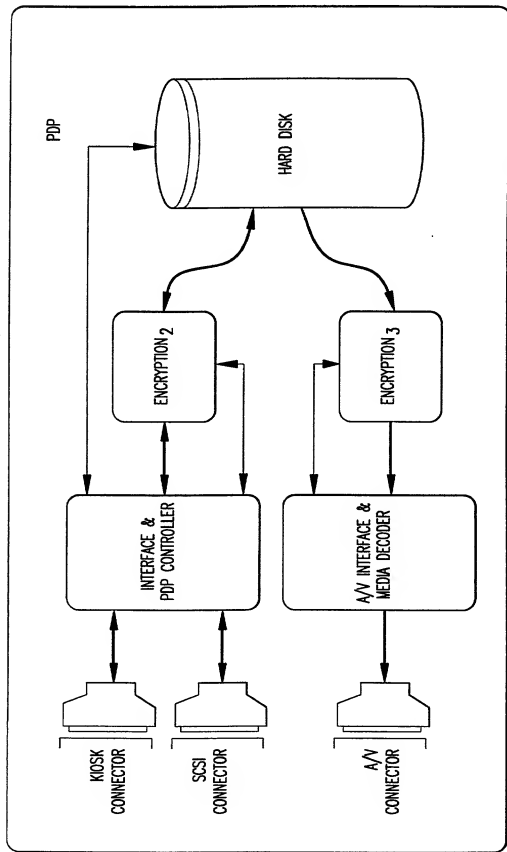 PDP
KIOSK
CONNECTOR
SCSI
CONNECTOR
A/V
CONNECTOR
INTERFACE &
PDP CONTROLLER
A/V INTERFACE &
MEDIA DECODER
ENCRYPTION 2
ENCRYPTION 3
HARD DISK